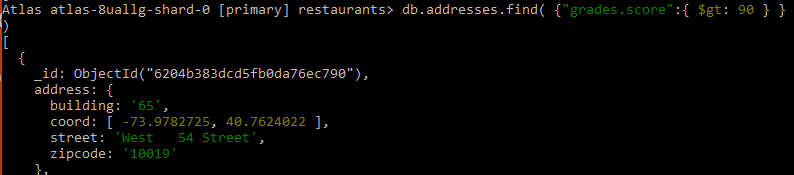 Atlas atlas-8uallg-shard-0 [primary] restaurants> db.addresses.find( {"grades.score":{ $gt: 90 } }
)
[
  {
    _id: ObjectId("6204b383dcd5fb0da76ec790"),
    address: {
      building: '65',
      coord: [ -73.9782725, 40.7624022 ],
      street: 'West   54 Street',
      zipcode: '10019'
    },